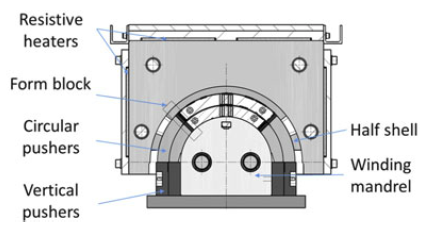 Resistive
heaters
Form block
Circular
pushers
Vertical
pushers
Half shell
Winding
mandrel